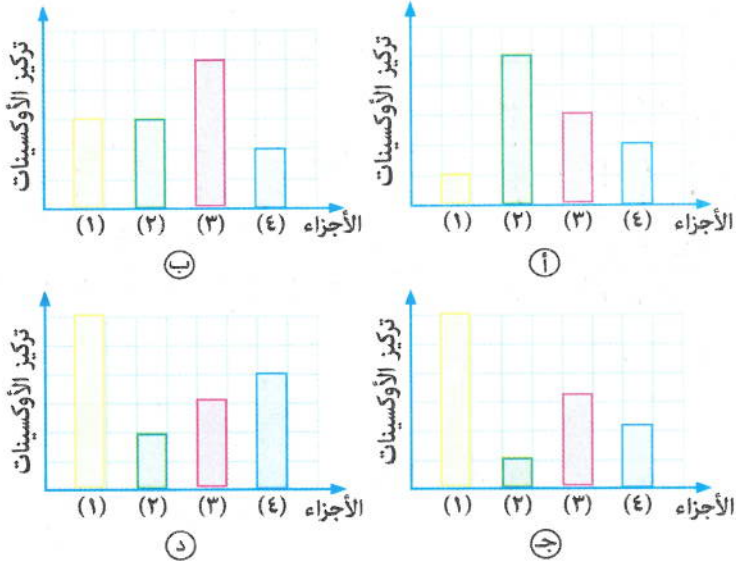 تركيز الأوكسينات
(١) (٢) (٣) (٤) الأجزاء
أ
تركيز الأوكسينات
(١) (٢) (٣) (٤) الأجزاء
ب
تركيز الأوكسينات
(١) (٢) (٣) (٤) الأجزاء
جـ
تركيز الأوكسينات
(١) (٢) (٣) (٤) الأجزاء
د